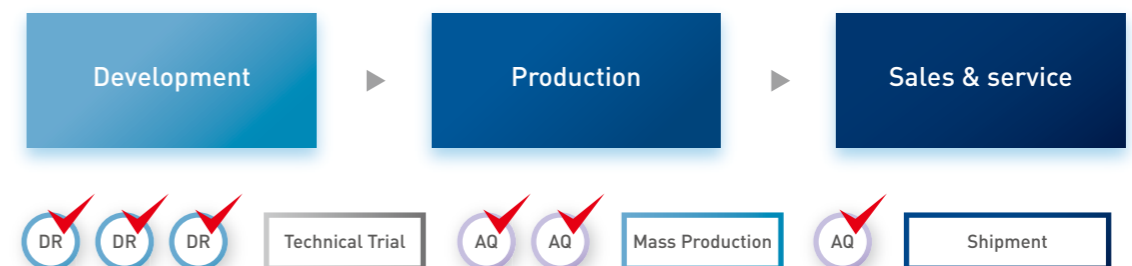 Development
Production
Sales & service
DR DR DR Technical Trial AQ AQ Mass Production AQ Shipment